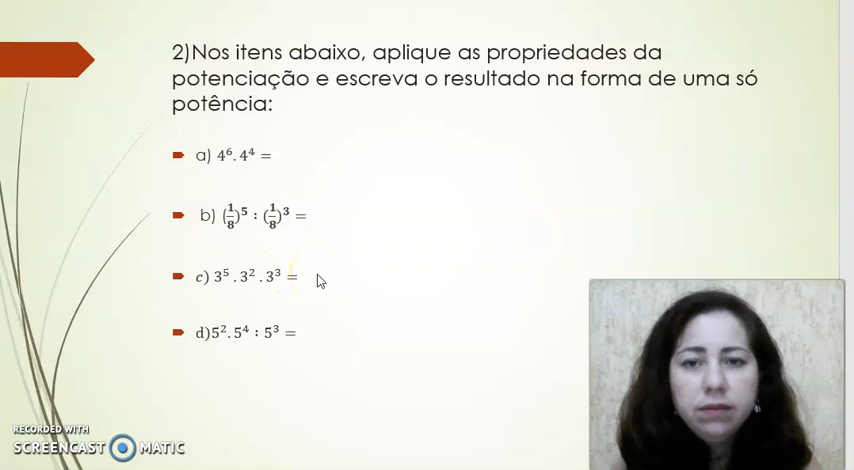 2)Nos itens abaixo, aplique as propriedades da
potenciação e escreva o resultado na forma de uma só
potência:
a) 4⁶. 4⁴ =
b) (1/8)⁵ : (1/8)³ =
c) 3⁵ . 3² . 3³ =
d)5². 5⁴ : 5³ =
RECORDED WITH
SCREENCAST MATIC